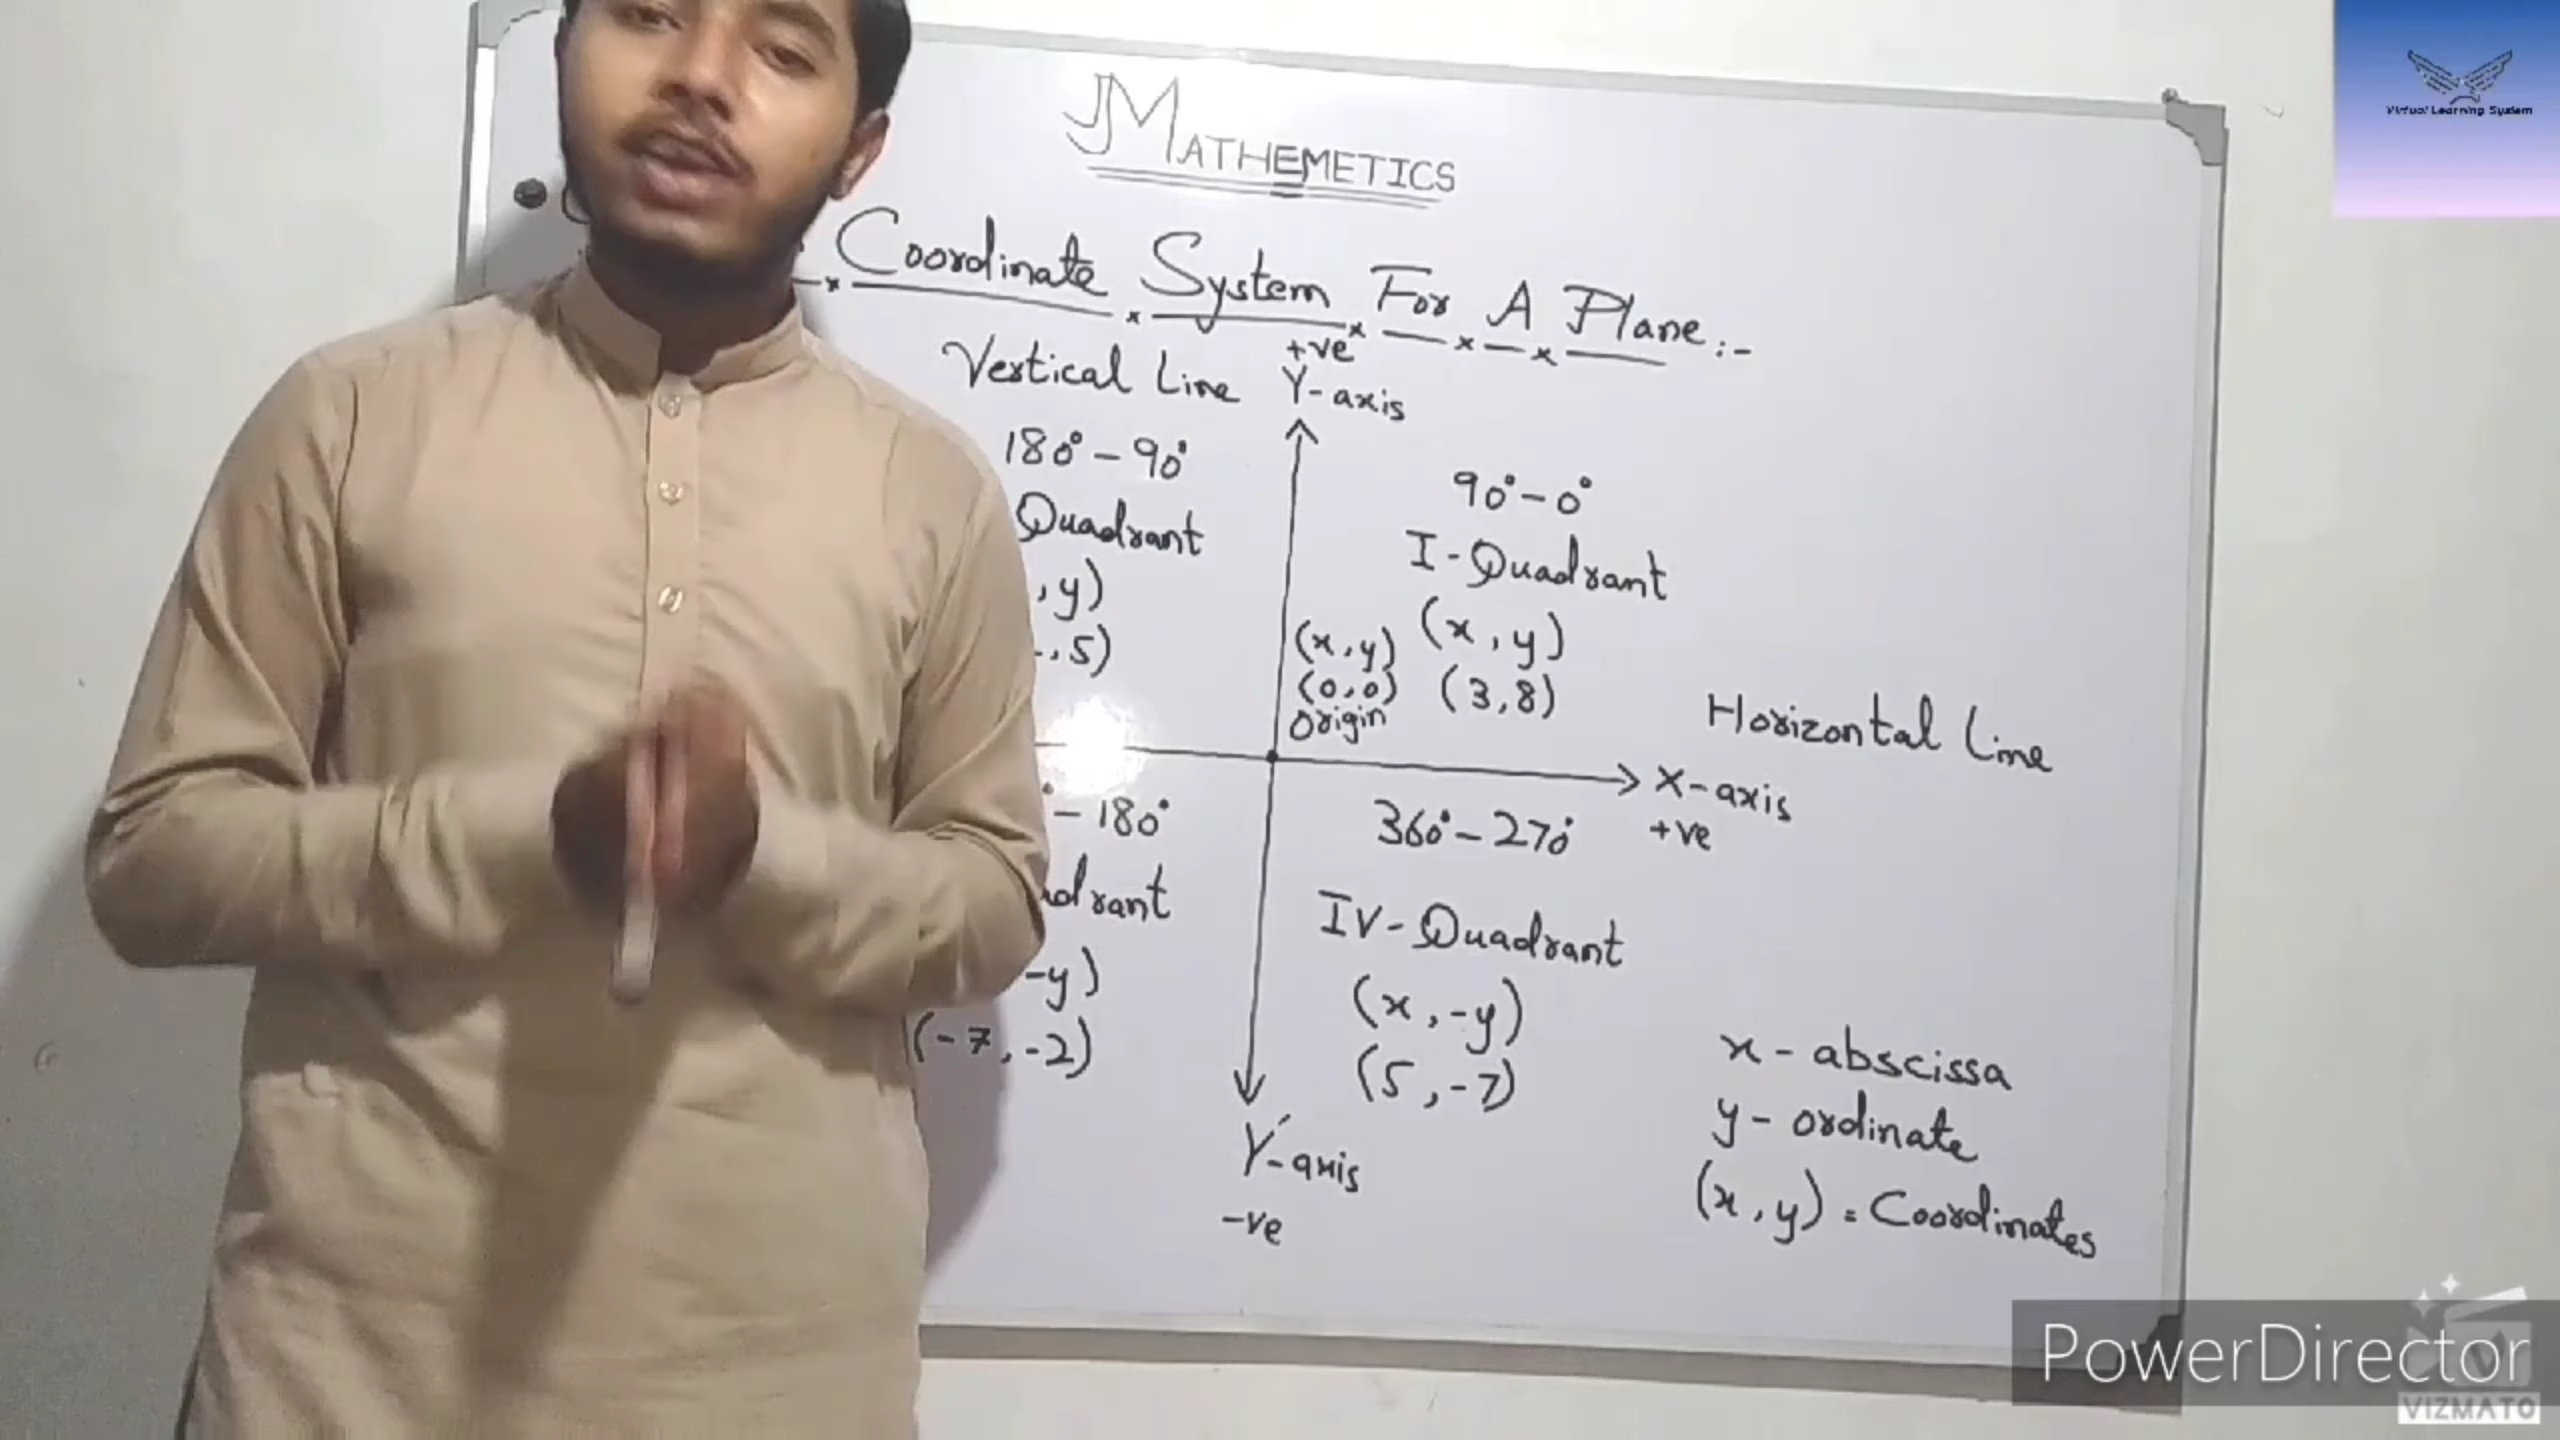 MATHEMETICS
Virtual Learning System
Coordinate System For A Plane:-
Vertical Line
+ve
Y-axis
180° - 90°
90° - 0°
Quadrant
I - Quadrant
, y)
(x, y)
(x, y)
, 5)
(0, 0)
(3, 8)
Origin
Horizontal Line
X-axis
+ve
- 180°
360° - 270°
drant
IV - Quadrant
-y)
(x, -y)
(-7, -2)
(5, -7)
x - abscissa
y - ordinate
(x, y) = Coordinates
Y'-axis
-ve
PowerDirector
VIZMATO